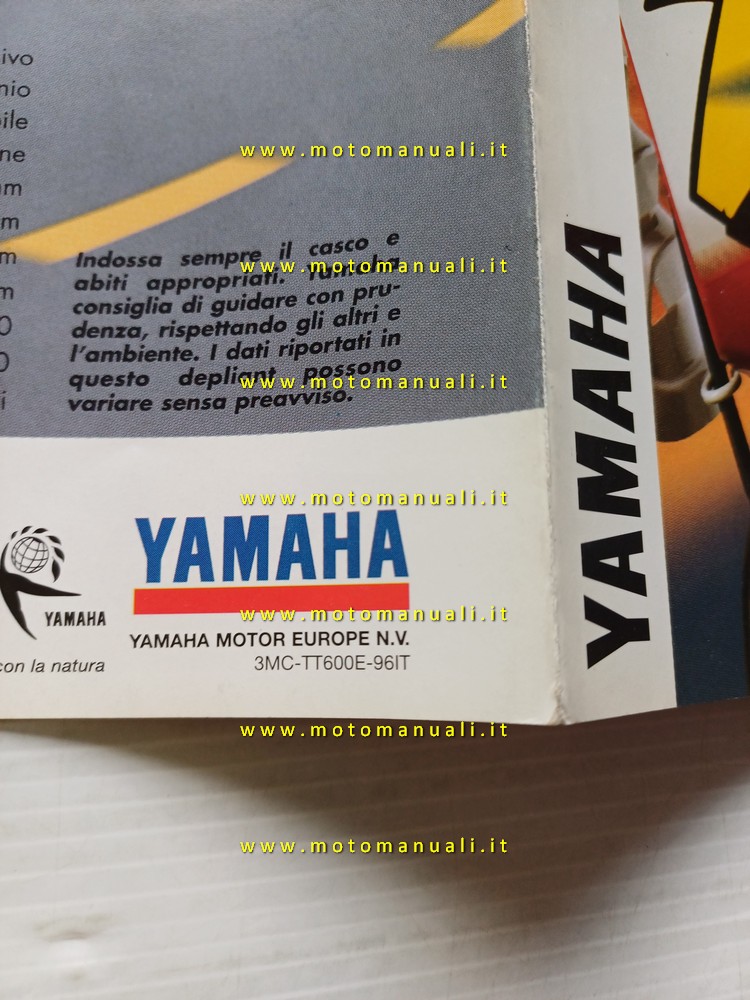 ivo
nio
ile
ne
m
m
m
m
0
0
i
Indossa sempre il casco e
abiti appropriati. Yamaha
consiglia di guidare con pru-
denza, rispettando gli altri e
l'ambiente. I dati riportati in
questo depliant possono
variare sensa preavviso.
YAMAHA
con la natura
YAMAHA
YAMAHA MOTOR EUROPE N.V.
3MC-TT600E-96IT
YAMAHA
www.motomanuali.it
www.motomanuali.it
www.motomanuali.it
www.motomanuali.it
www.motomanuali.it
www.motomanuali.it
www.motomanuali.it